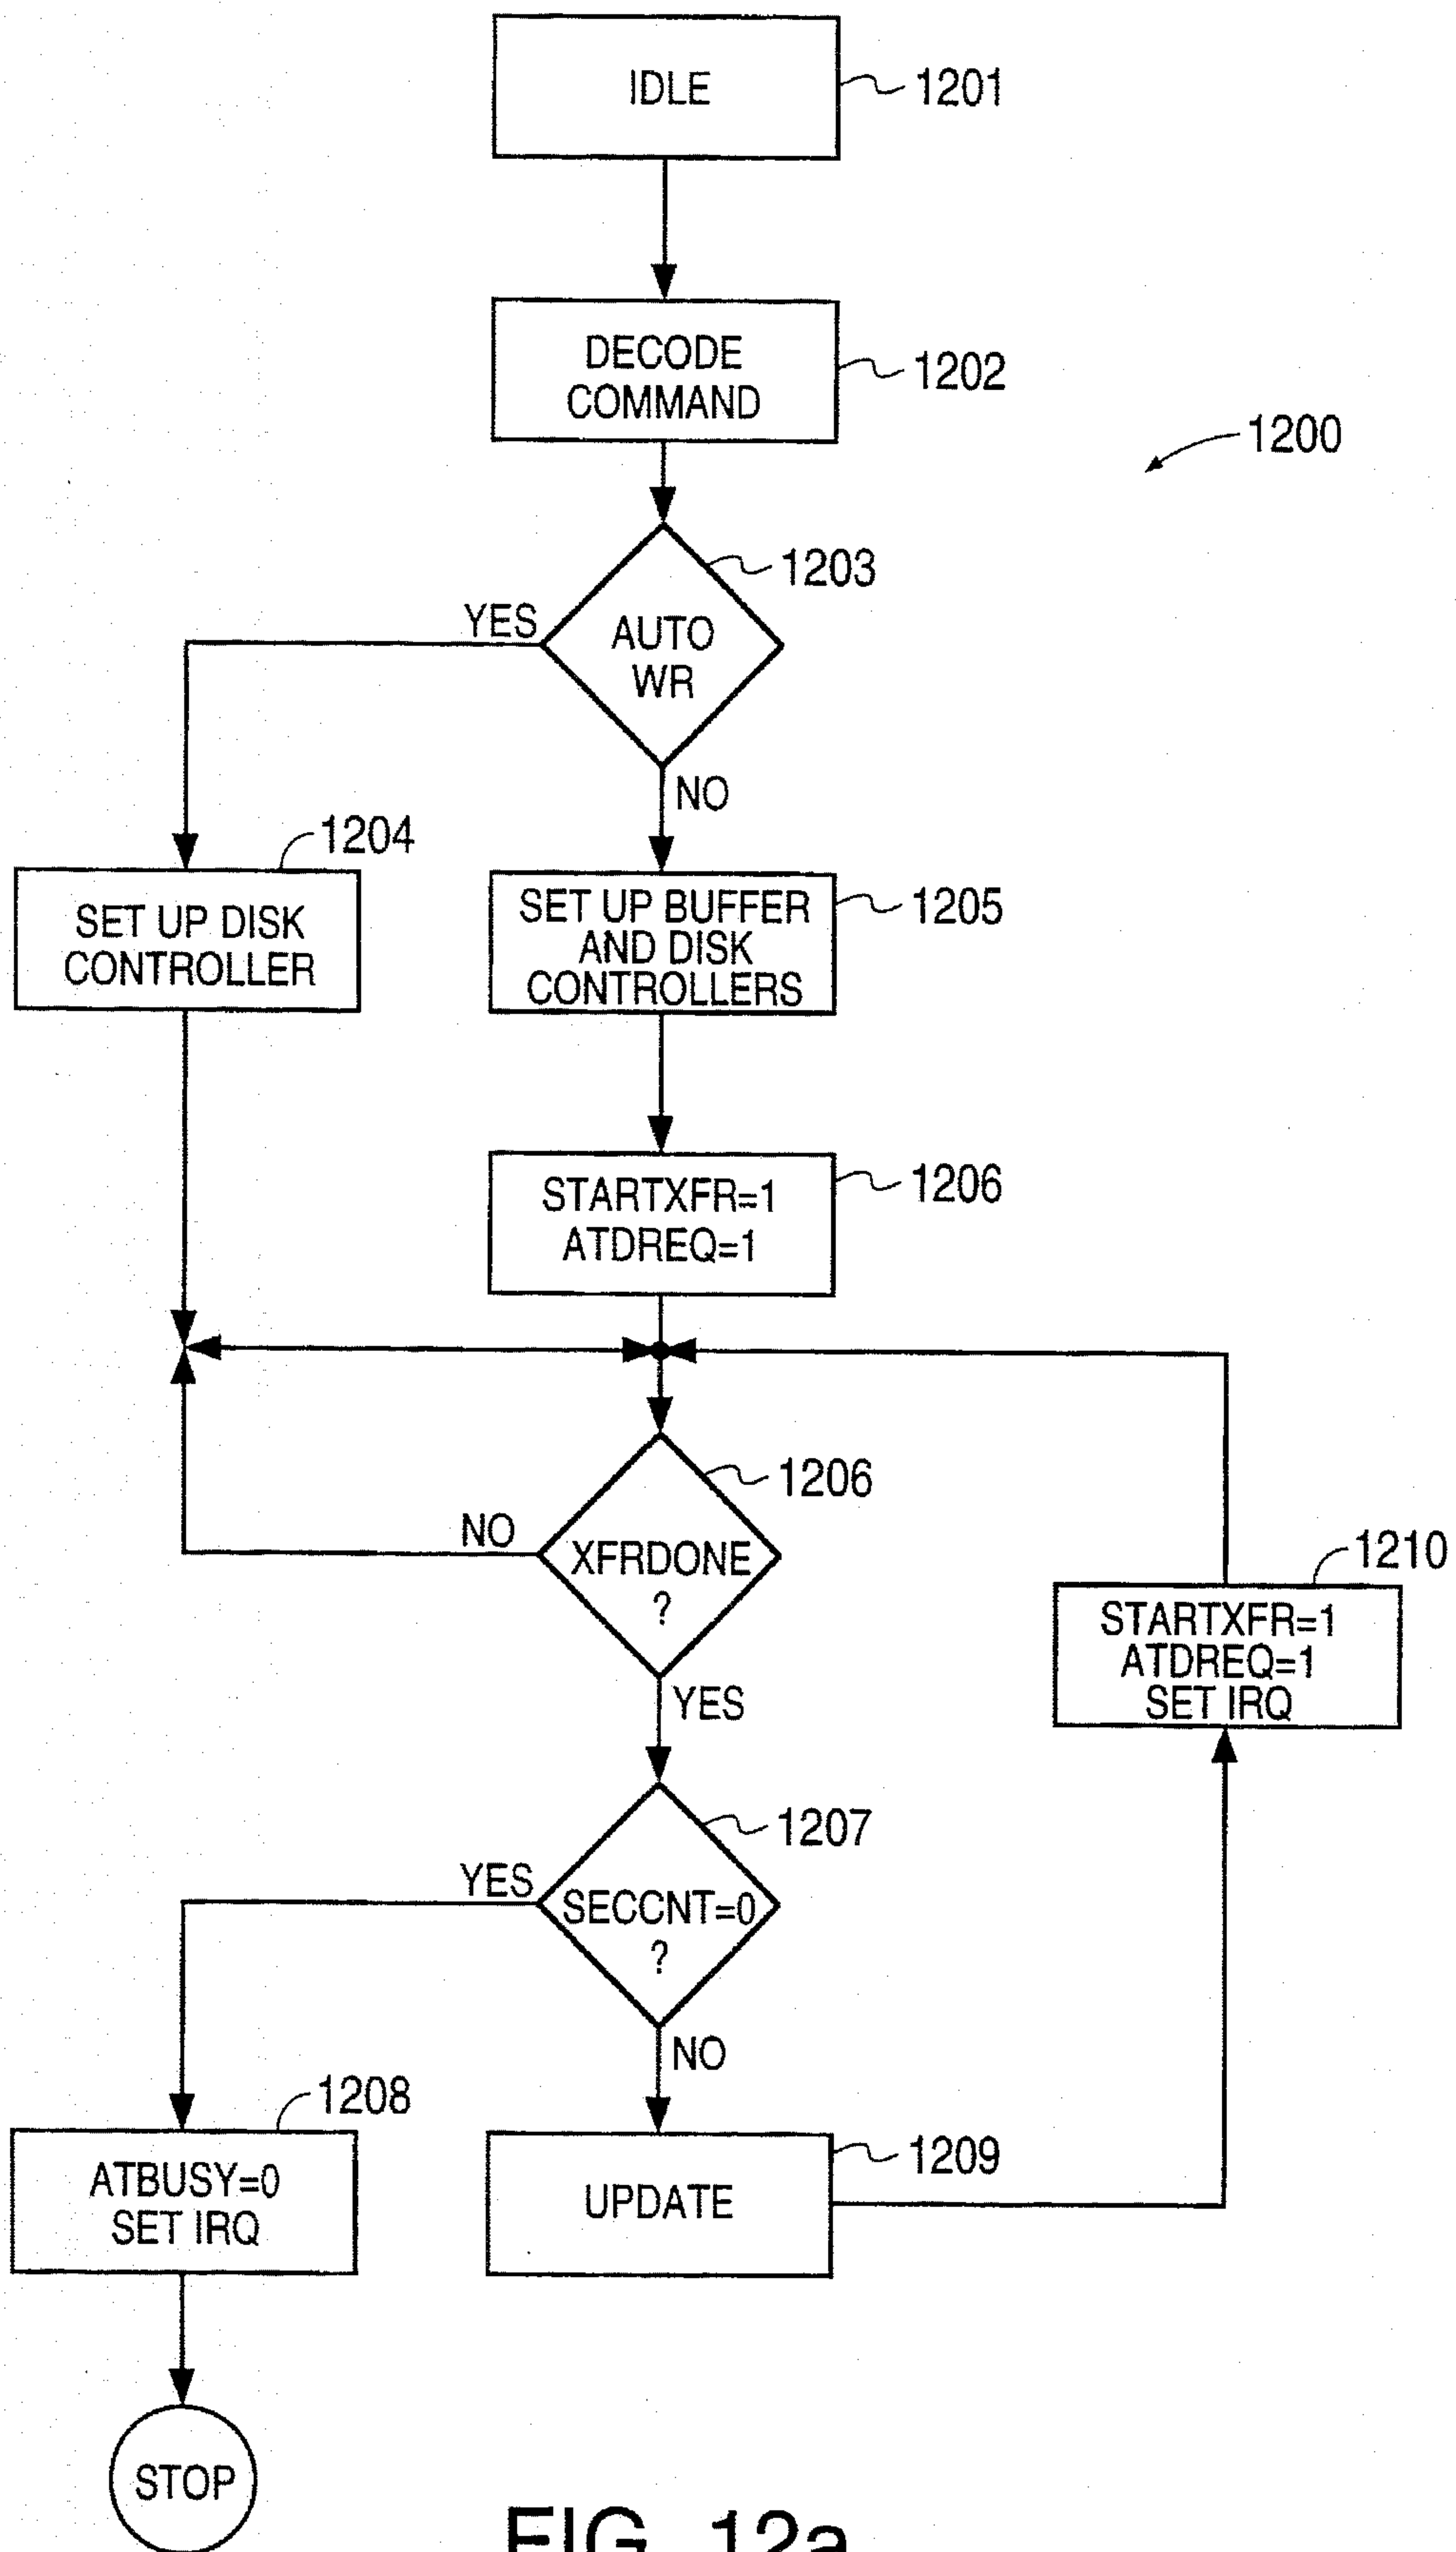 IDLE
1201
DECODE
COMMAND
1202
1200
1203
YES
AUTO
WR
NO
1204
SET UP DISK
CONTROLLER
SET UP BUFFER
AND DISK
CONTROLLERS
1205
STARTXFR=1
ATDREQ=1
1206
1206
NO
XFRDONE
?
YES
1210
STARTXFR=1
ATDREQ=1
SET IRQ
1207
YES
SECCNT=0
?
NO
1208
ATBUSY=0
SET IRQ
1209
UPDATE
STOP
FIG. 12a